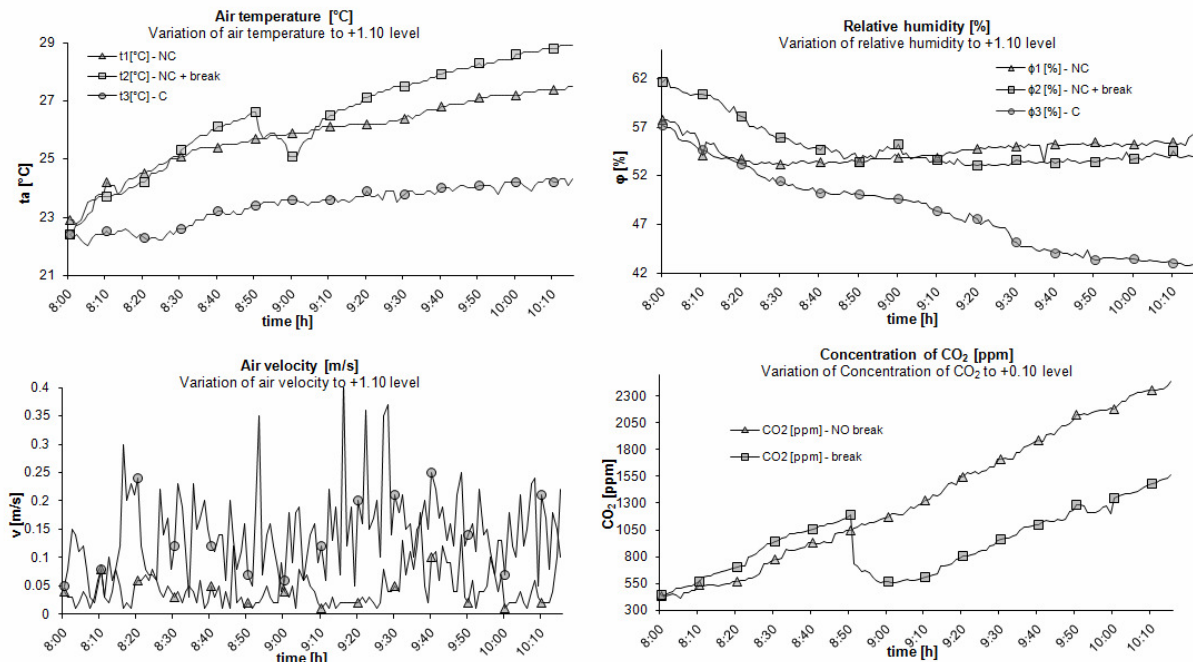 Air temperature [°C]
Variation of air temperature to +1.10 level
t1[°C] - NC
t2[°C] - NC + break
t3[°C] - C
29
27
25
23
21
ta [°C]
8:00 8:10 8:20 8:30 8:40 8:50 9:00 9:10 9:20 9:30 9:40 9:50 10:00 10:10
time [h]
Relative humidity [%]
Variation of relative humidity to +1.10 level
ϕ1 [%] - NC
ϕ2 [%] - NC + break
ϕ3 [%] - C
62
57
52
47
42
φ [%]
8:00 8:10 8:20 8:30 8:40 8:50 9:00 9:10 9:20 9:30 9:40 9:50 10:00 10:10
time [h]
Air velocity [m/s]
Variation of air velocity to +1.10 level
0.4
0.35
0.3
0.25
0.2
0.15
0.1
0.05
0
v [m/s]
8:00 8:10 8:20 8:30 8:40 8:50 9:00 9:10 9:20 9:30 9:40 9:50 10:00 10:10
time [h]
Concentration of CO₂ [ppm]
Variation of Concentration of CO₂ to +0.10 level
CO2 [ppm] - NO break
CO2 [ppm] - break
2300
2050
1800
1550
1300
1050
800
550
300
CO₂ [ppm]
8:00 8:10 8:20 8:30 8:40 8:50 9:00 9:10 9:20 9:30 9:40 9:50 10:00 10:10
time [h]